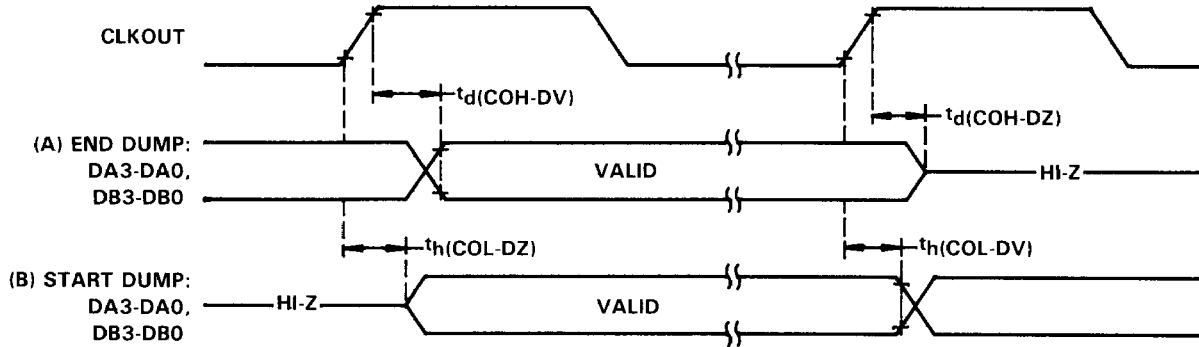 CLKOUT
td(COH-DV)
td(COH-DZ)
(A) END DUMP:
DA3-DA0,
DB3-DB0
VALID
HI-Z
th(COL-DZ)
th(COL-DV)
(B) START DUMP:
DA3-DA0,
DB3-DB0
HI-Z
VALID